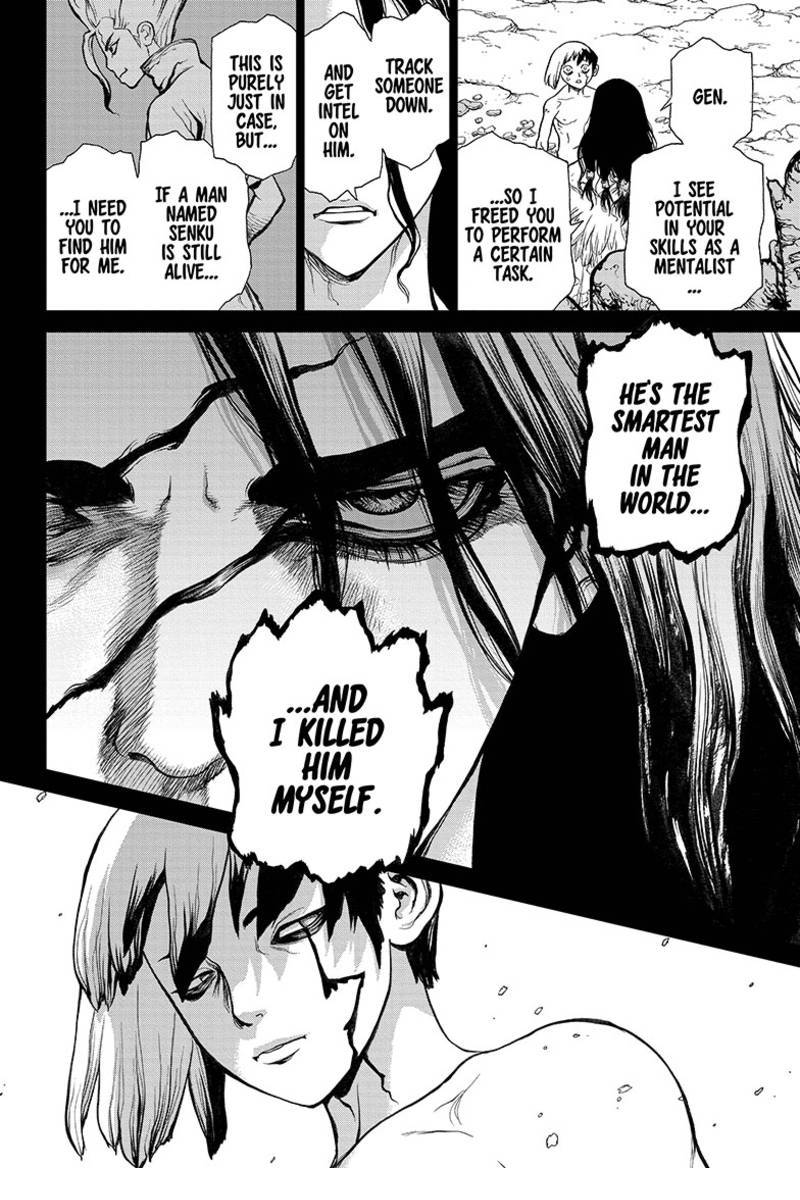 GEN.
I SEE
POTENTIAL
IN YOUR
SKILLS AS A
MENTALIST
...
...SO I
FREED YOU
TO PERFORM
A CERTAIN
TASK.
TRACK
SOMEONE
DOWN.
AND
GET
INTEL
ON
HIM.
THIS IS
PURELY
JUST IN
CASE,
BUT...
IF A MAN
NAMED
SENKU
IS STILL
ALIVE...
...I NEED
YOU TO
FIND HIM
FOR ME.
HE'S THE
SMARTEST
MAN
IN THE
WORLD...
...AND
I KILLED
HIM
MYSELF.